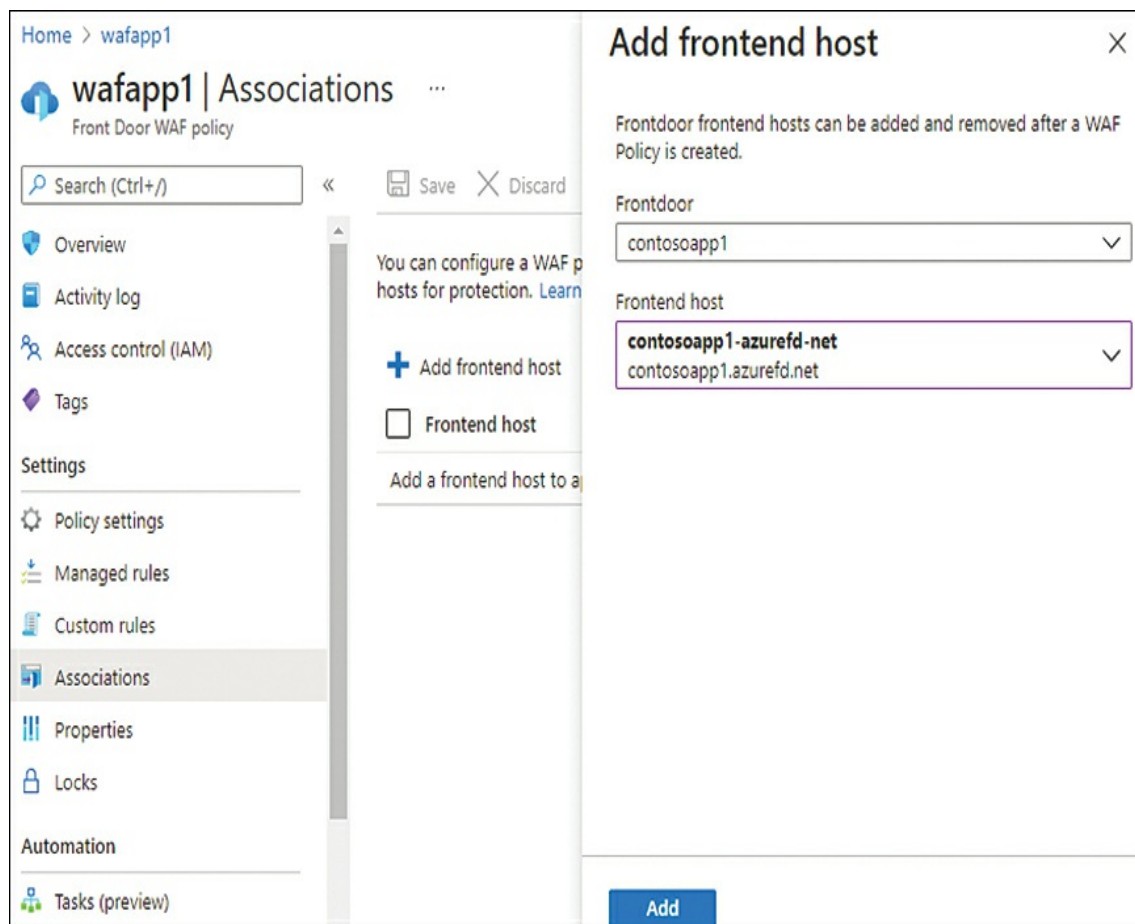 Home > wafapp1
wafapp1 | Associations ...
Front Door WAF policy
Search (Ctrl+/)
«
Overview
Activity log
Access control (IAM)
Tags
Settings
Policy settings
Managed rules
Custom rules
Associations
Properties
Locks
Automation
Tasks (preview)
Save
Discard
You can configure a WAF p
hosts for protection. Learn
Add frontend host
Frontend host
Add a frontend host to a
Add frontend host
Frontdoor frontend hosts can be added and removed after a WAF
Policy is created.
Frontdoor
contosoapp1
Frontend host
contosoapp1-azurefd-net
contosoapp1.azurefd.net
Add